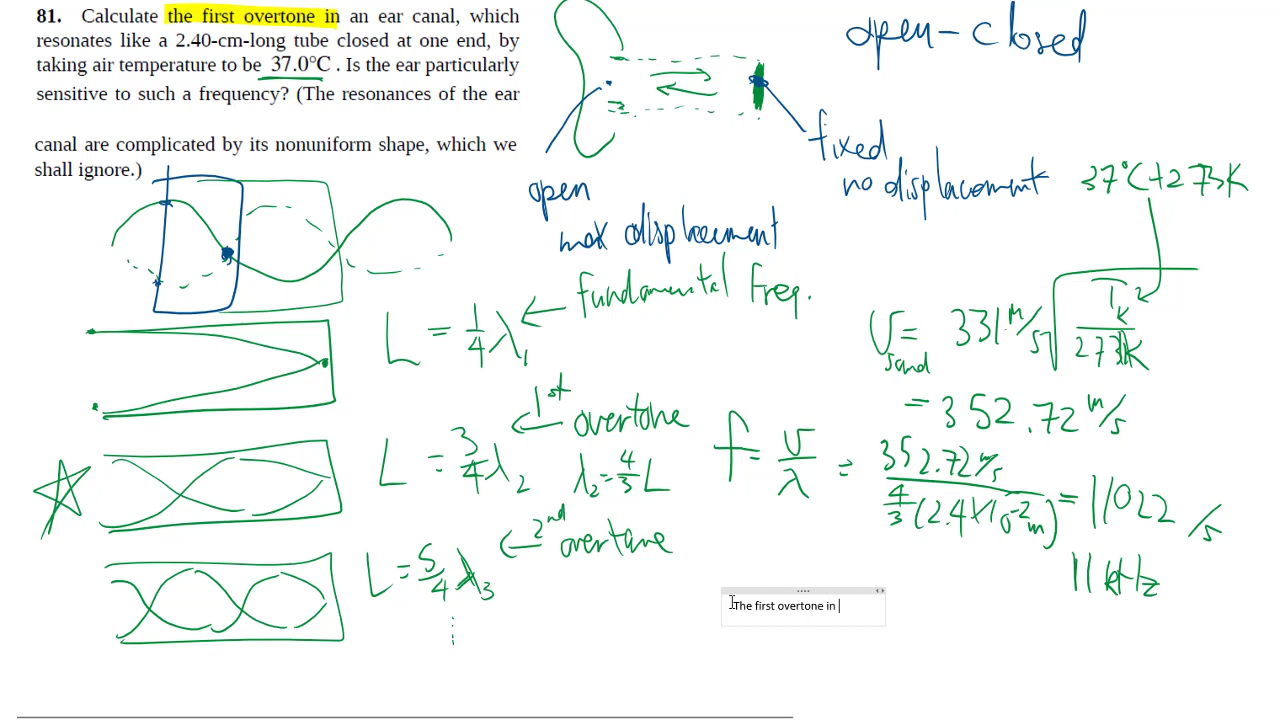 81. Calculate the first overtone in an ear canal, which
resonates like a 2.40-cm-long tube closed at one end, by
taking air temperature to be 37.0°C . Is the ear particularly
sensitive to such a frequency? (The resonances of the ear
canal are complicated by its nonuniform shape, which we
shall ignore.)
open-closed
fixed
no displacement
open
max displacement
37°C+273K
L = 1/4 λ₁ ← fundamental freq.
v_sound = 331 m/s √(T_K / 273K)
= 352.72 m/s
L = 3/4 λ₂ ← 1st overtone
λ₂ = 4/3 L
f = v/λ = 352.72 m/s / 4/3 (2.4×10⁻² m) = 11022 /s
11 kHz
L = 5/4 λ₃ ← 2nd overtone
The first overtone in